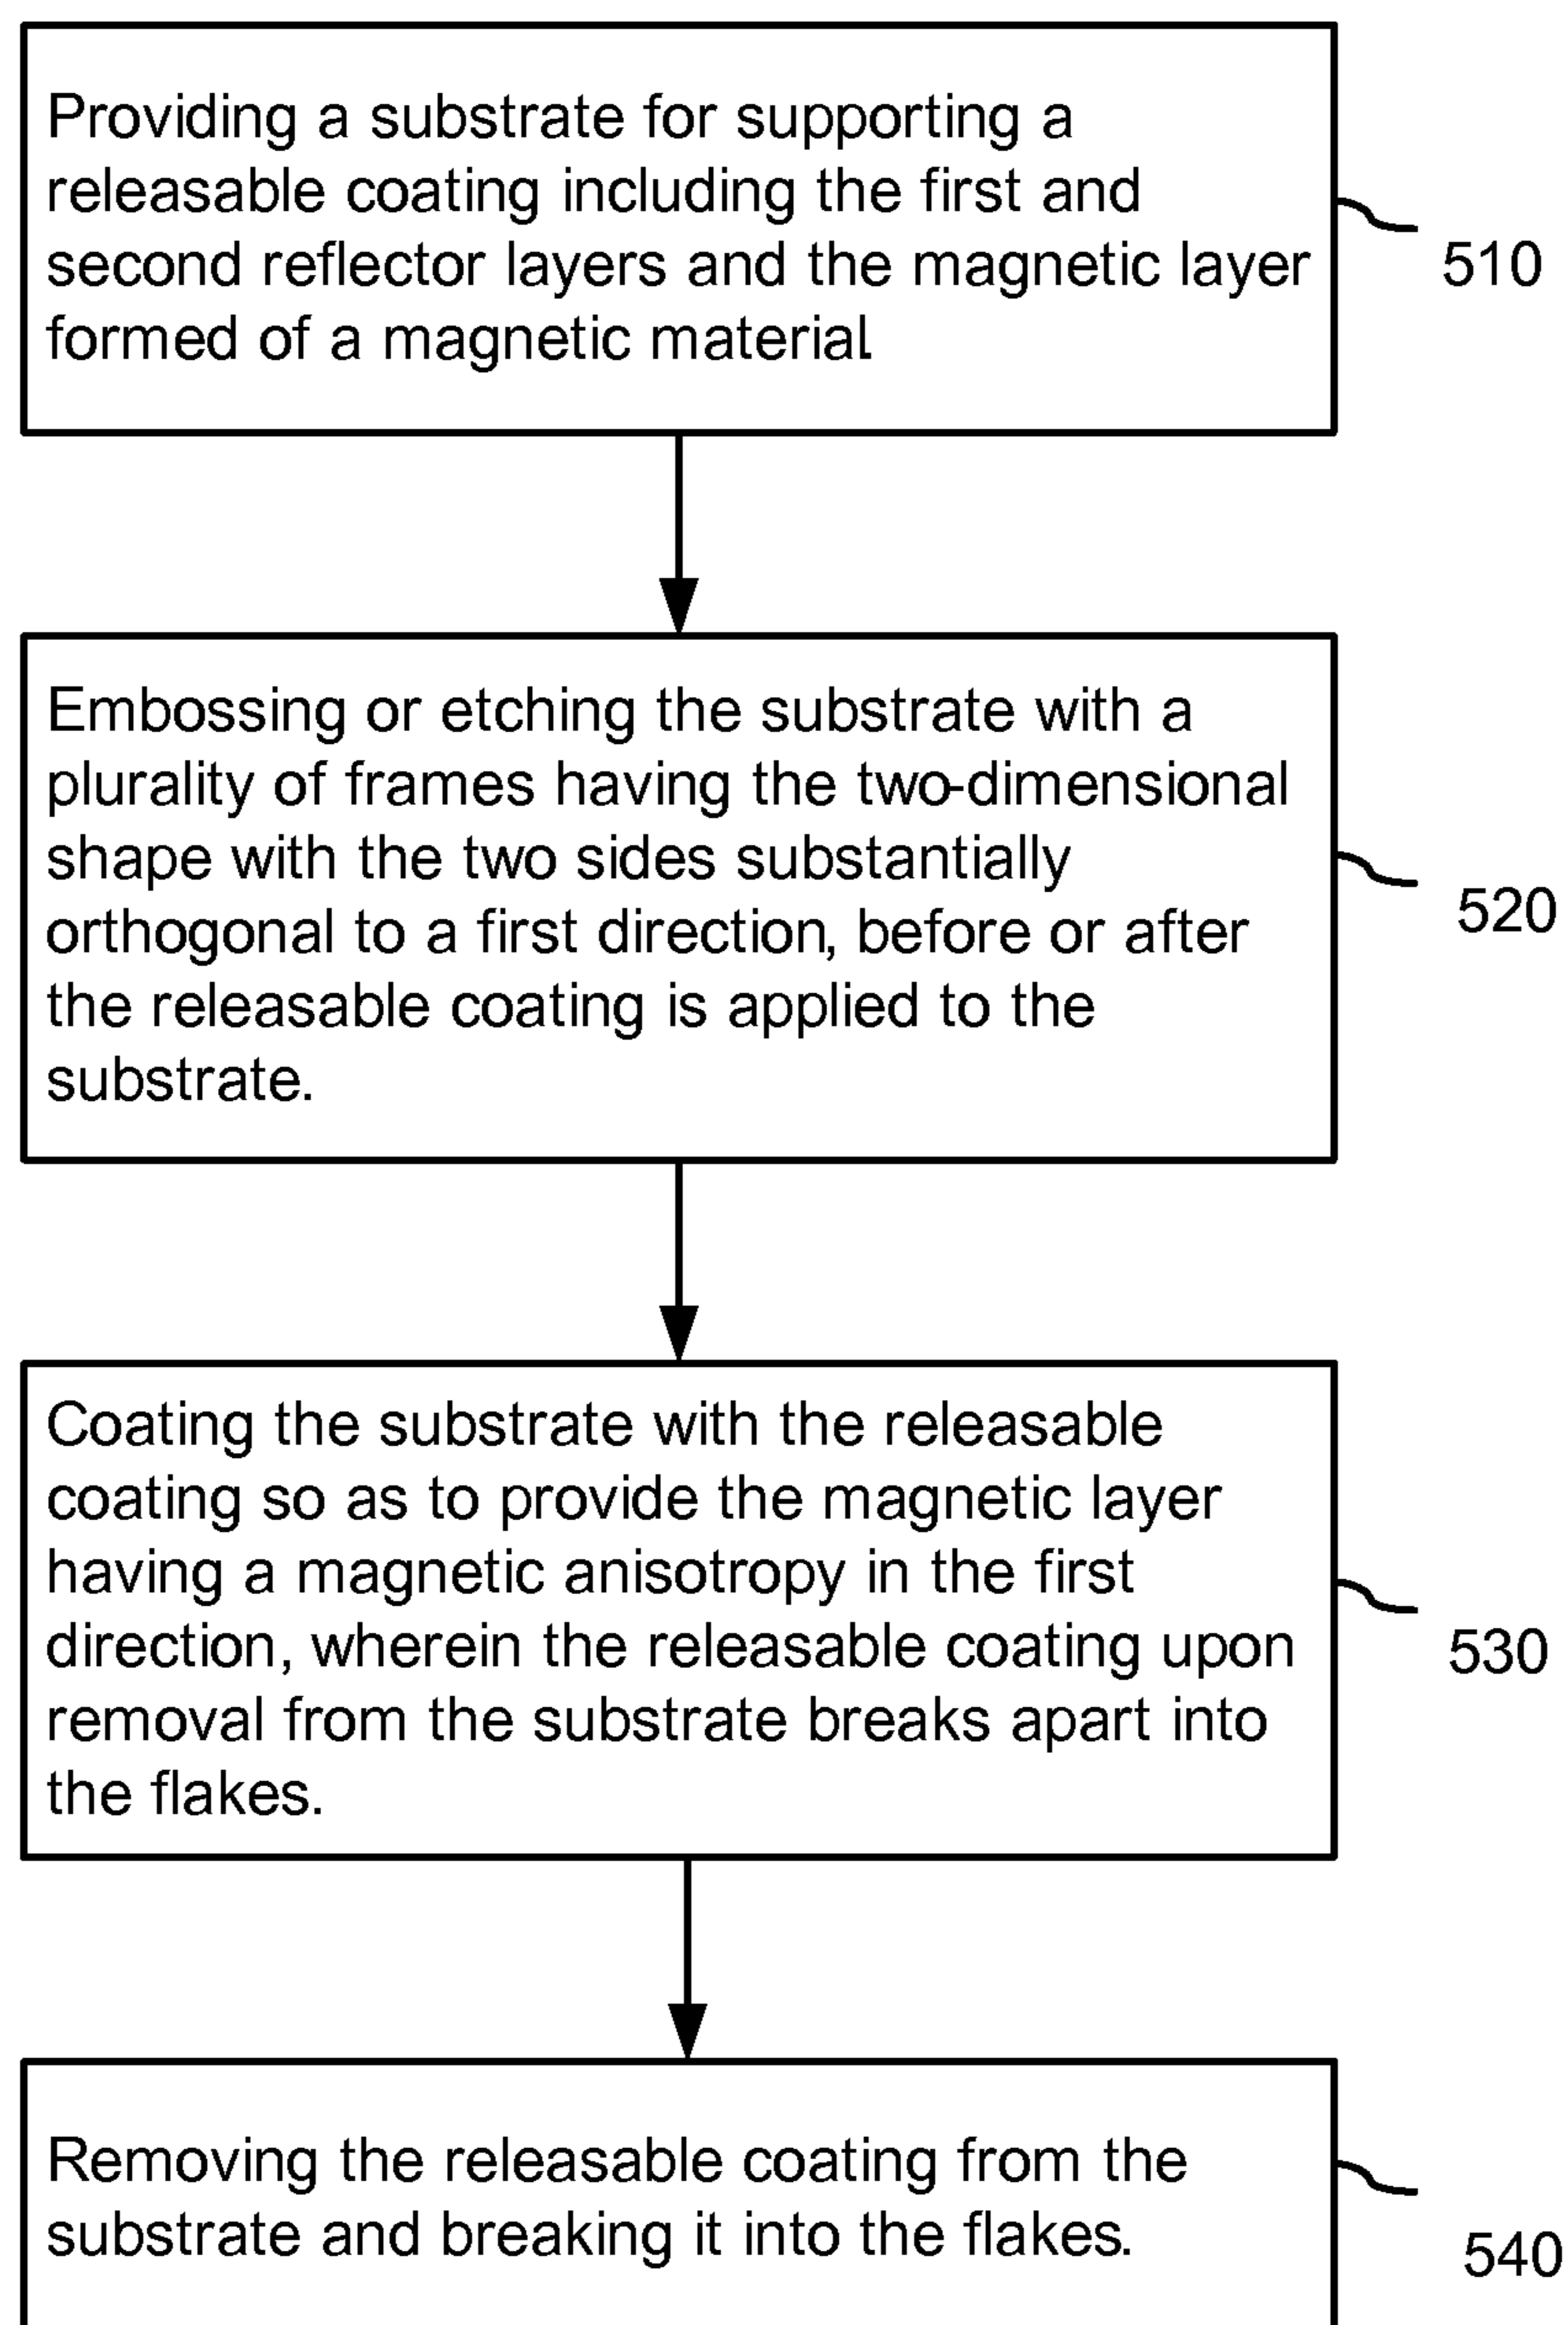 Providing a substrate for supporting a
releasable coating including the first and
second reflector layers and the magnetic layer
formed of a magnetic material.
510
Embossing or etching the substrate with a
plurality of frames having the two-dimensional
shape with the two sides substantially
orthogonal to a first direction, before or after
the releasable coating is applied to the
substrate.
520
Coating the substrate with the releasable
coating so as to provide the magnetic layer
having a magnetic anisotropy in the first
direction, wherein the releasable coating upon
removal from the substrate breaks apart into
the flakes.
530
Removing the releasable coating from the
substrate and breaking it into the flakes.
540